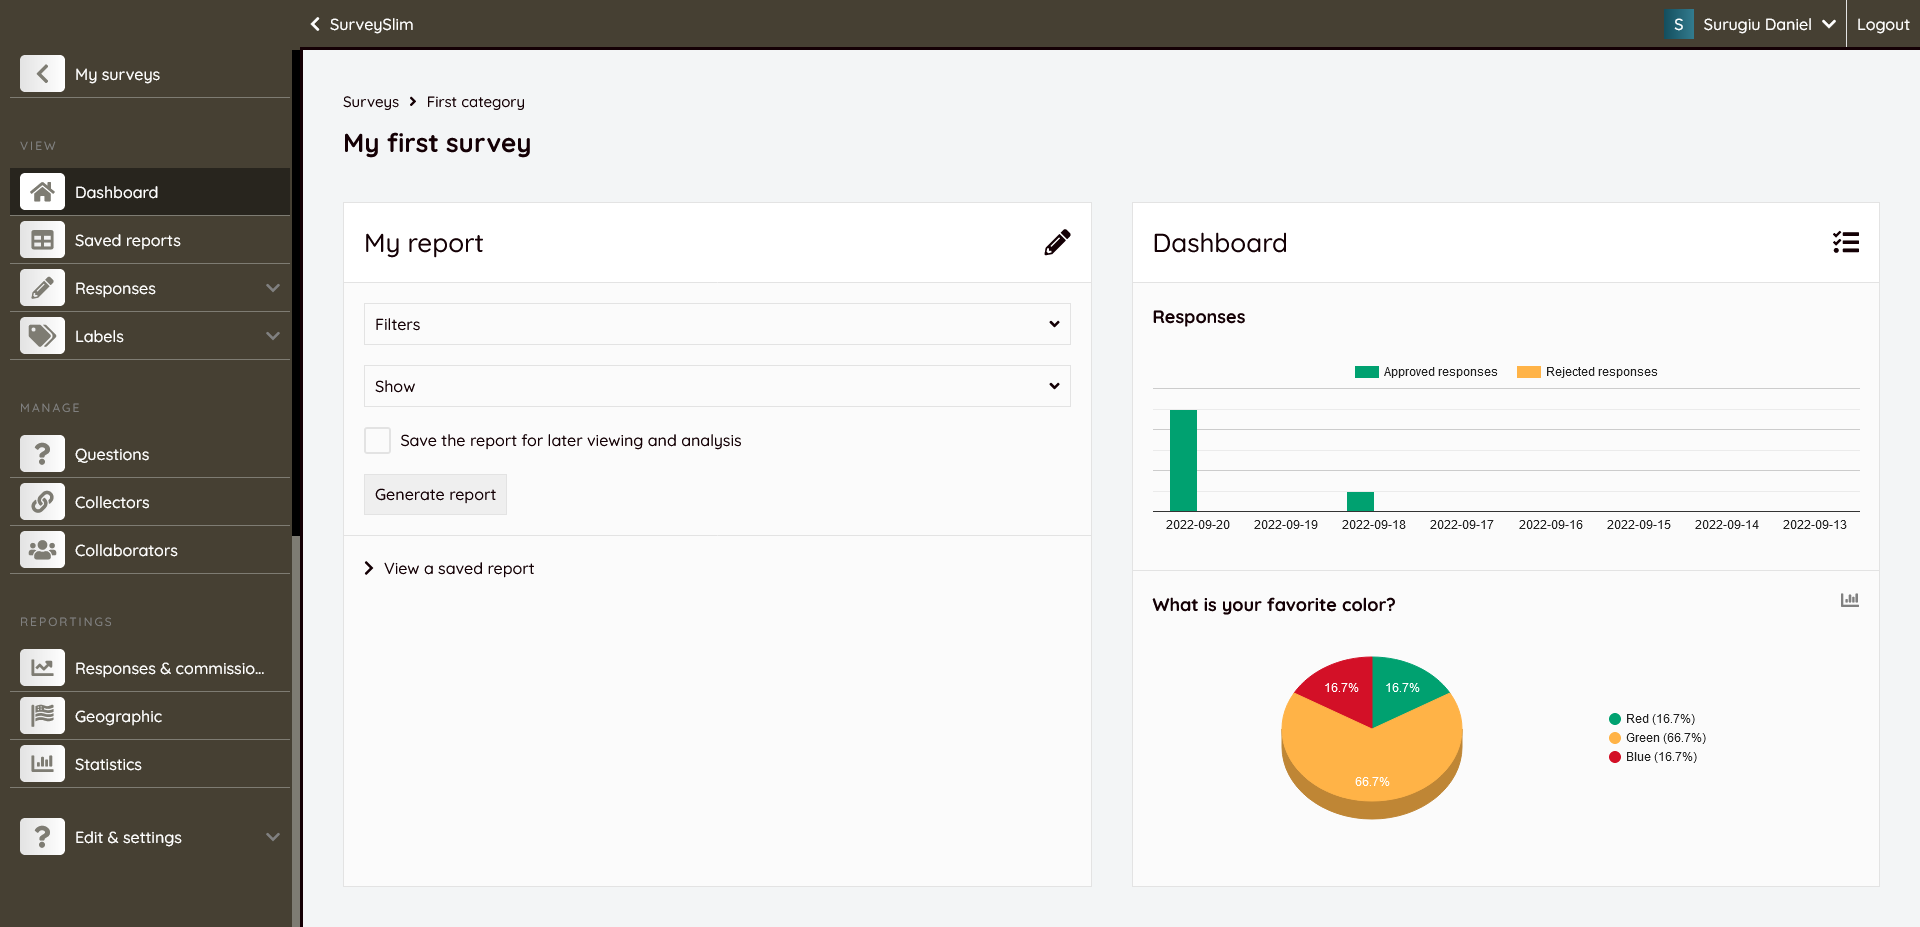 SurveySlim
S
Surugiu Daniel
Logout
My surveys
VIEW
Dashboard
Saved reports
Responses
Labels
MANAGE
Questions
Collectors
Collaborators
REPORTINGS
Responses & commissio...
Geographic
Statistics
Edit & settings
Surveys
First category
My first survey
My report
Filters
Show
Save the report for later viewing and analysis
Generate report
View a saved report
Dashboard
Responses
Approved responses
Rejected responses
2022-09-20 2022-09-19 2022-09-18 2022-09-17 2022-09-16 2022-09-15 2022-09-14 2022-09-13
What is your favorite color?
16.7% 16.7%
66.7%
Red (16.7%)
Green (66.7%)
Blue (16.7%)